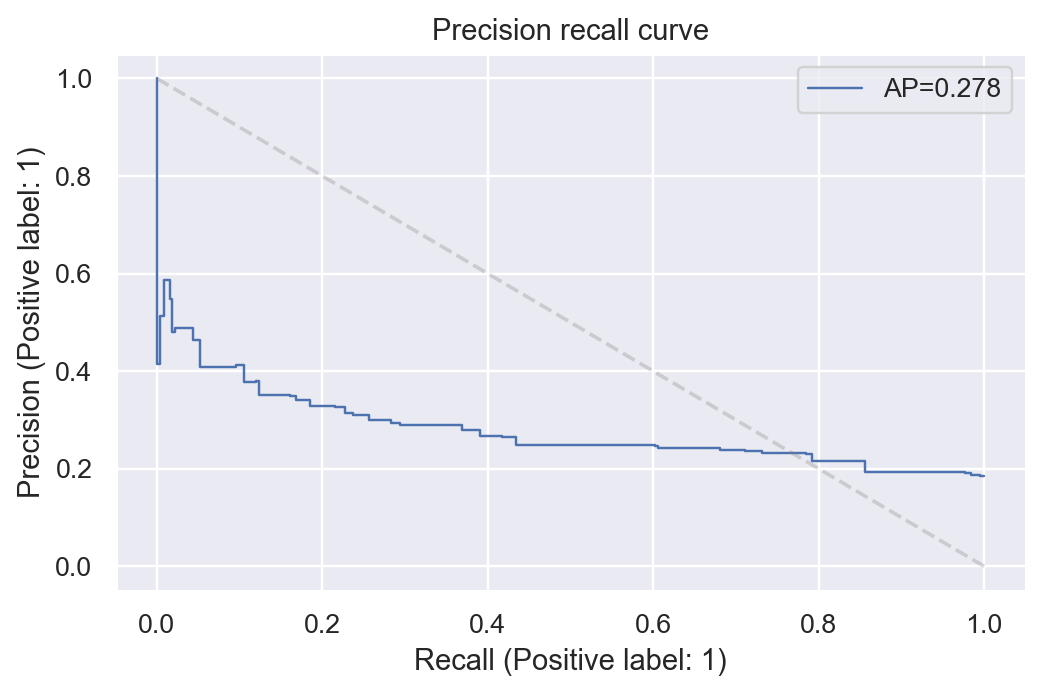 Precision recall curve
AP=0.278
Precision (Positive label: 1)
1.0
0.8
0.6
0.4
0.2
0.0
0.0 0.2 0.4 0.6 0.8 1.0
Recall (Positive label: 1)